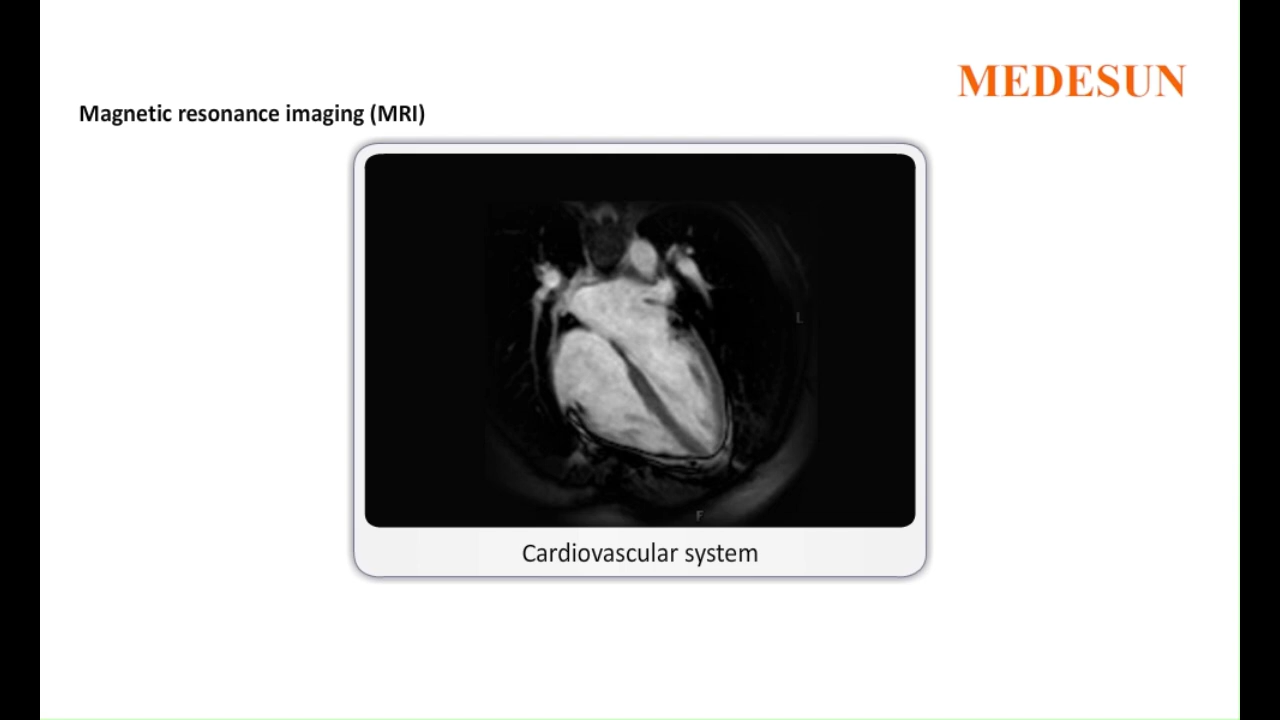 MEDESUN
Magnetic resonance imaging (MRI)
L
F
Cardiovascular system